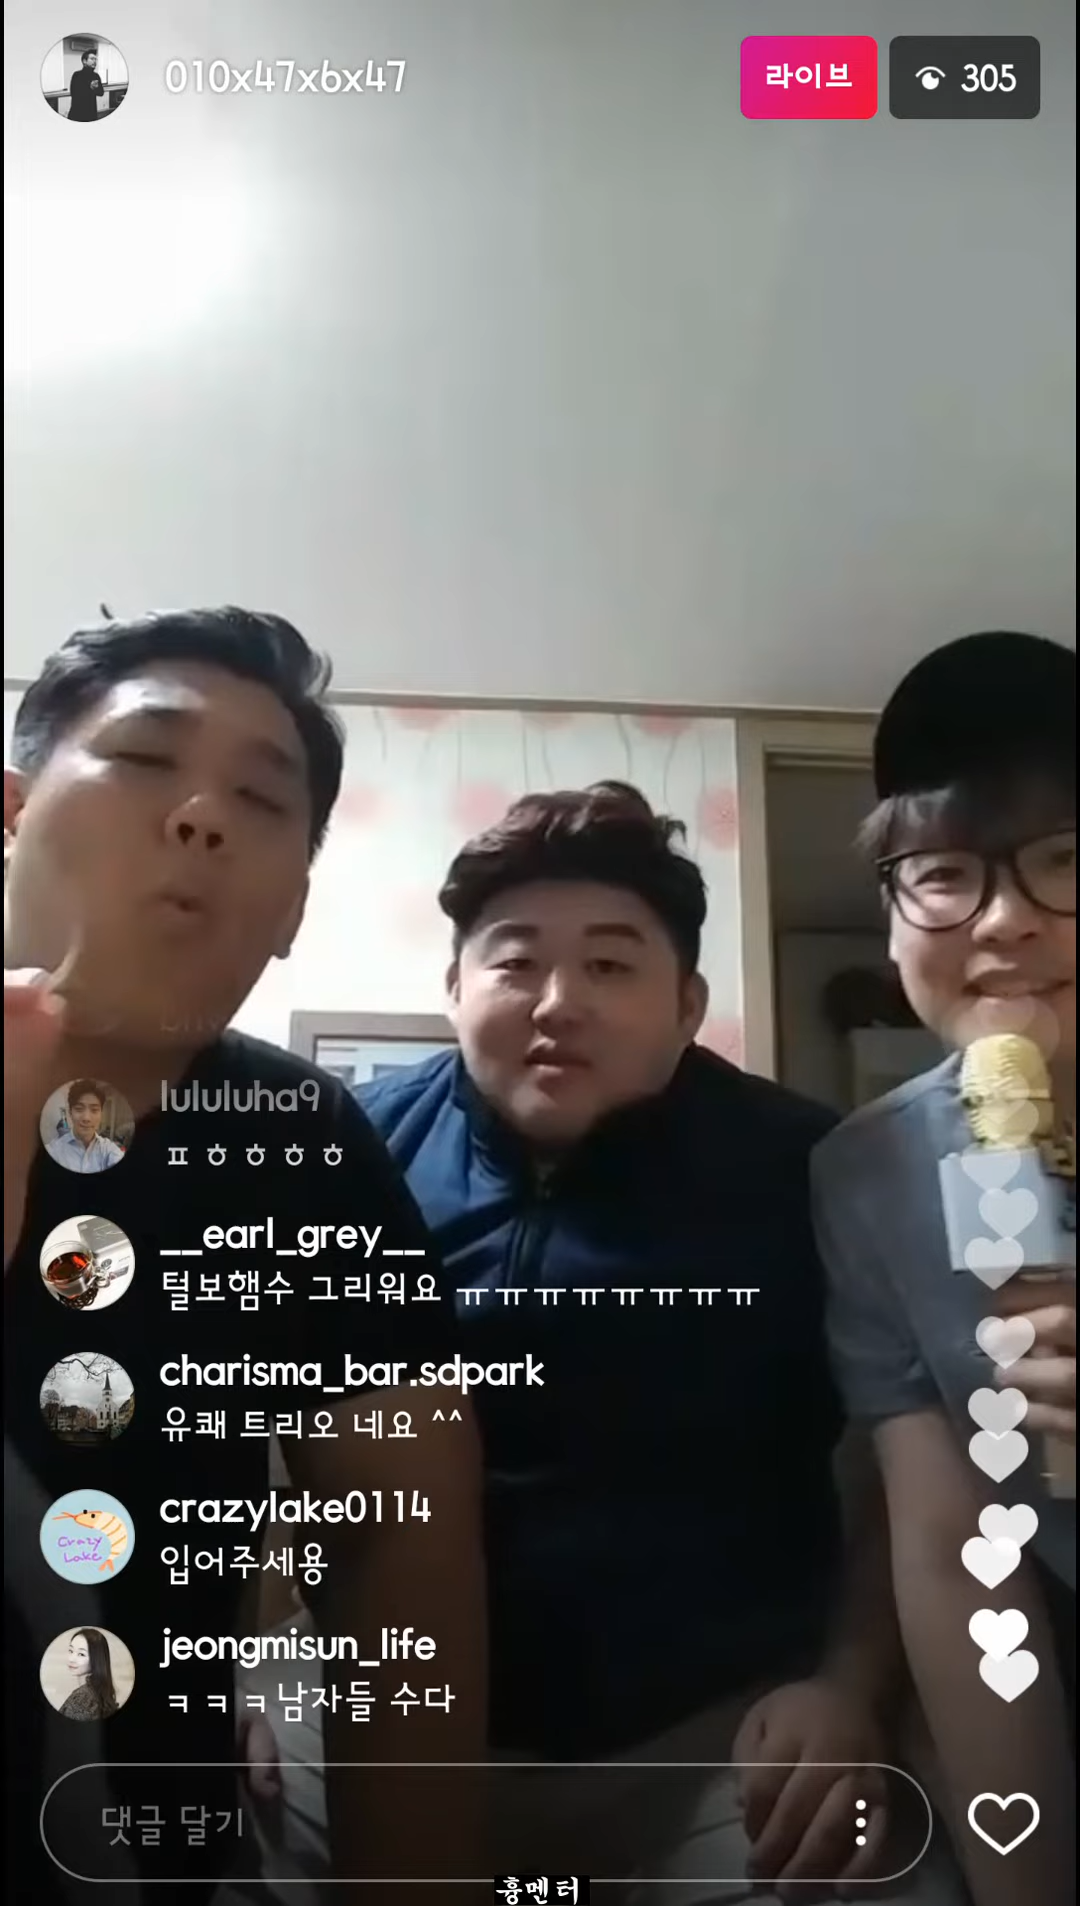 010x47x6x47
라이브
305
lululuha9
ㅍㅎㅎㅎㅎ
__earl_grey__
털보햄수 그리워요 ㅠㅠㅠㅠㅠㅠㅠㅠ
charisma_bar.sdpark
유쾌 트리오 네요 ^^
crazylake0114
Crazy
Lake
입어주세용
jeongmisun_life
ㅋㅋㅋ남자들 수다
댓글 달기
흥멘터